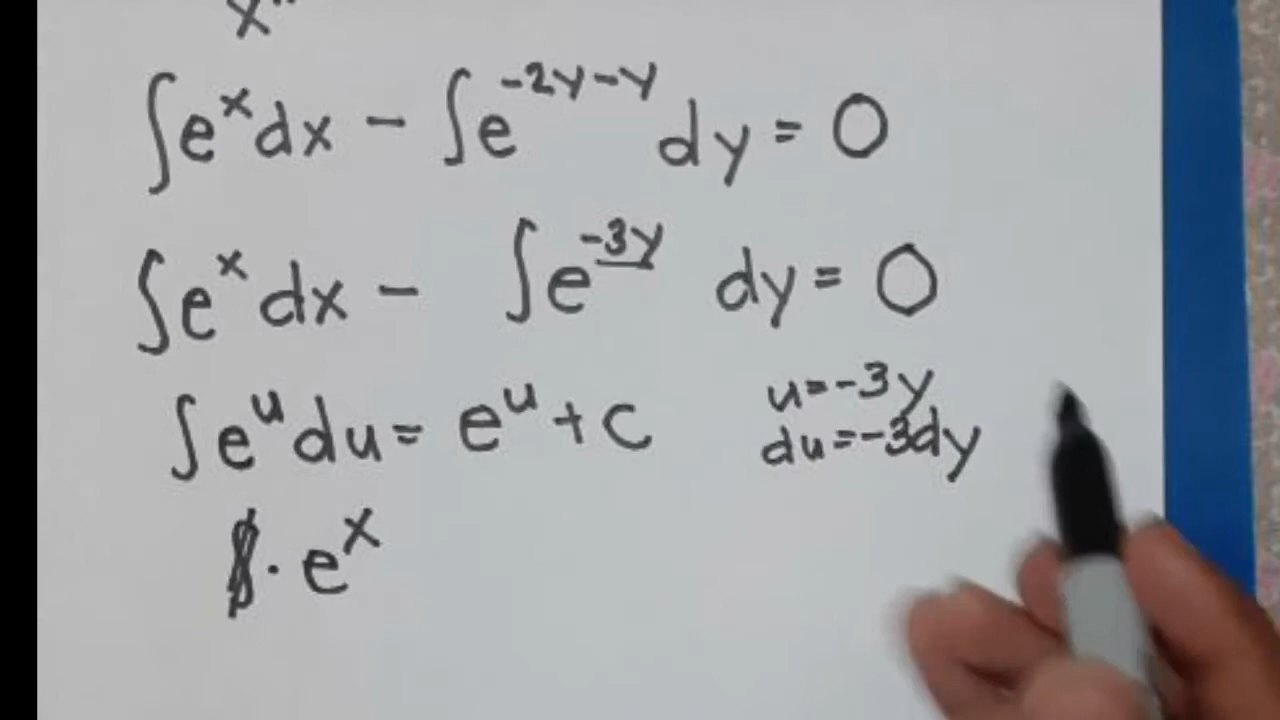 ∫eˣdx - ∫e⁻²ʸ⁻ʸ dy = 0
∫eˣdx - ∫e⁻³ʸ dy = 0
∫eᵘdu = eᵘ + c
u = -3y
du = -3dy
· eˣ